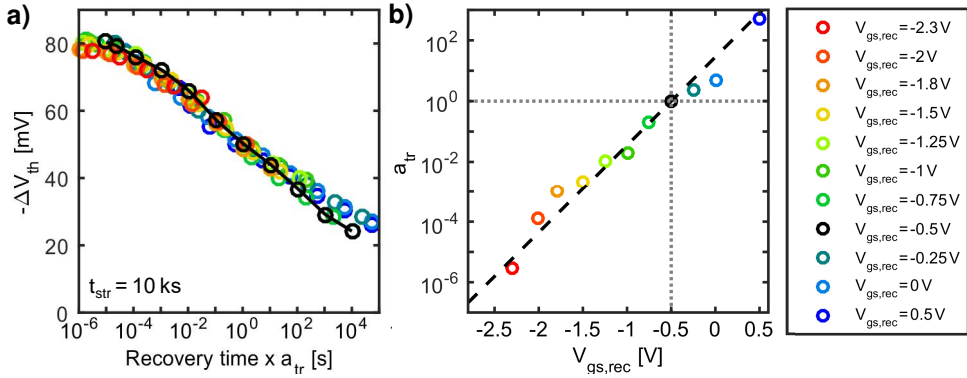 a)
80
60
40
20
0
-ΔV_th [mV]
t_str = 10 ks
10^-6 10^-4 10^-2 10^0 10^2 10^4
Recovery time x a_tr [s]
b)
10^2
10^0
10^-2
10^-4
10^-6
a_tr
-2.5 -2 -1.5 -1 -0.5 0 0.5
V_gs,rec [V]
V_gs,rec = -2.3 V
V_gs,rec = -2 V
V_gs,rec = -1.8 V
V_gs,rec = -1.5 V
V_gs,rec = -1.25 V
V_gs,rec = -1 V
V_gs,rec = -0.75 V
V_gs,rec = -0.5 V
V_gs,rec = -0.25 V
V_gs,rec = 0 V
V_gs,rec = 0.5 V